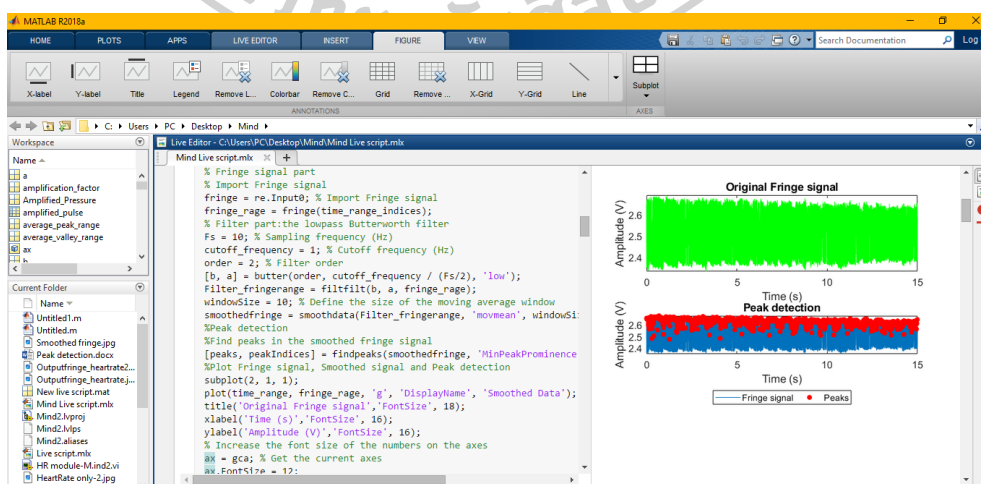 MATLAB R2018a
HOME PLOTS APPS LIVE EDITOR INSERT FIGURE VIEW Search Documentation Log
X-label Y-label Title Legend Remove L... Colorbar Remove C... Grid Remove ... X-Grid Y-Grid Line Subplot
ANNOTATIONS AXES
C: Users PC Desktop Mind
Workspace
Name
a
amplification_factor
Amplified_Pressure
amplified_pulse
average_peak_range
average_valley_range
ax
b
Current Folder
Name
Untitled1.m
Untitled.m
Smoothed fringe.jpg
Peak detection.docx
Outputfringe_heartrate2...
Outputfringe_heartrate.j...
New live script.mat
Mind Live script.mlx
Mind2.lvproj
Mind2.lvlps
Mind2.aliases
Live script.mlx
HR module-M.ind2.vi
HeartRate only-2.jpg
Live Editor - C:\Users\PC\Desktop\Mind\Mind Live script.mlx
Mind Live script.mlx
% Fringe signal part
% Import Fringe signal
fringe = re.Input0; % Import Fringe signal
fringe_rage = fringe(time_range_indices);
% Filter part:the lowpass Butterworth filter
Fs = 10; % Sampling frequency (Hz)
cutoff_frequency = 1; % Cutoff frequency (Hz)
order = 2; % Filter order
[b, a] = butter(order, cutoff_frequency / (Fs/2), 'low');
Filter_fringerange = filtfilt(b, a, fringe_rage);
windowSize = 10; % Define the size of the moving average window
smoothedfringe = smoothdata(Filter_fringerange, 'movmean', windowSi
%Peak detection
%Find peaks in the smoothed fringe signal
[peaks, peakIndices] = findpeaks(smoothedfringe, 'MinPeakProminence
%Plot Fringe signal, Smoothed signal and Peak detection
subplot(2, 1, 1);
plot(time_range, fringe_rage, 'g', 'DisplayName', 'Smoothed Data');
title('Original Fringe signal','FontSize', 18);
xlabel('Time (s)','FontSize', 16);
ylabel('Amplitude (V)','FontSize', 16);
% Increase the font size of the numbers on the axes
ax = gca; % Get the current axes
ax.FontSize = 12;
Original Fringe signal
Amplitude (V)
2.6
2.4
0 5 10 15
Time (s)
Peak detection
Amplitude (V)
2.6
2.5
2.4
0 5 10 15
Time (s)
Fringe signal Peaks